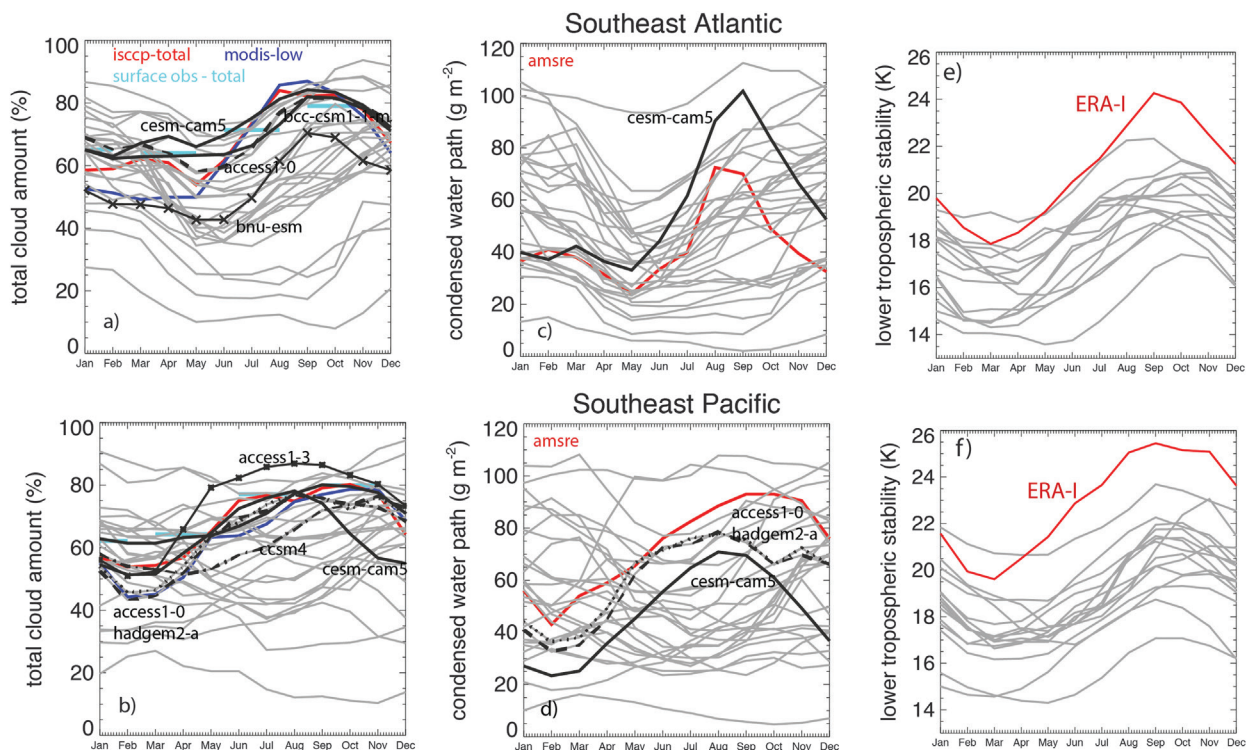 Southeast Atlantic
total cloud amount (%)
100
80
60
40
20
0
isccp-total
modis-low
surface obs - total
cesm-cam5
bcc-csm1-1-m
access1-0
bnu-esm
a)
Jan Feb Mar Apr May Jun Jul Aug Sep Oct Nov Dec
condensed water path (g m-2)
120
100
80
60
40
20
0
amsre
cesm-cam5
c)
Jan Feb Mar Apr May Jun Jul Aug Sep Oct Nov Dec
lower tropospheric stability (K)
26
24
22
20
18
16
14
e)
ERA-I
Jan Feb Mar Apr May Jun Jul Aug Sep Oct Nov Dec
Southeast Pacific
total cloud amount (%)
100
80
60
40
20
0
access1-3
ccsm4
cesm-cam5
access1-0
hadgem2-a
b)
Jan Feb Mar Apr May Jun Jul Aug Sep Oct Nov Dec
condensed water path (g m-2)
120
100
80
60
40
20
0
amsre
access1-0
hadgem2-a
cesm-cam5
d)
Jan Feb Mar Apr May Jun Jul Aug Sep Oct Nov Dec
lower tropospheric stability (K)
26
24
22
20
18
16
14
f)
ERA-I
Jan Feb Mar Apr May Jun Jul Aug Sep Oct Nov Dec